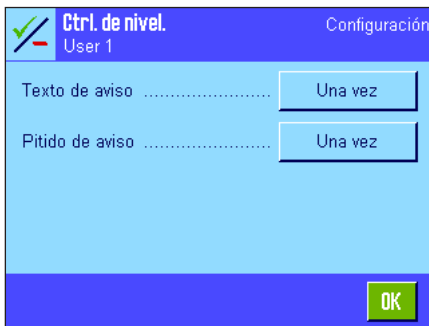 Ctrl. de nivel.
Configuración
User 1
Texto de aviso ........................ Una vez
Pitido de aviso ........................ Una vez
OK